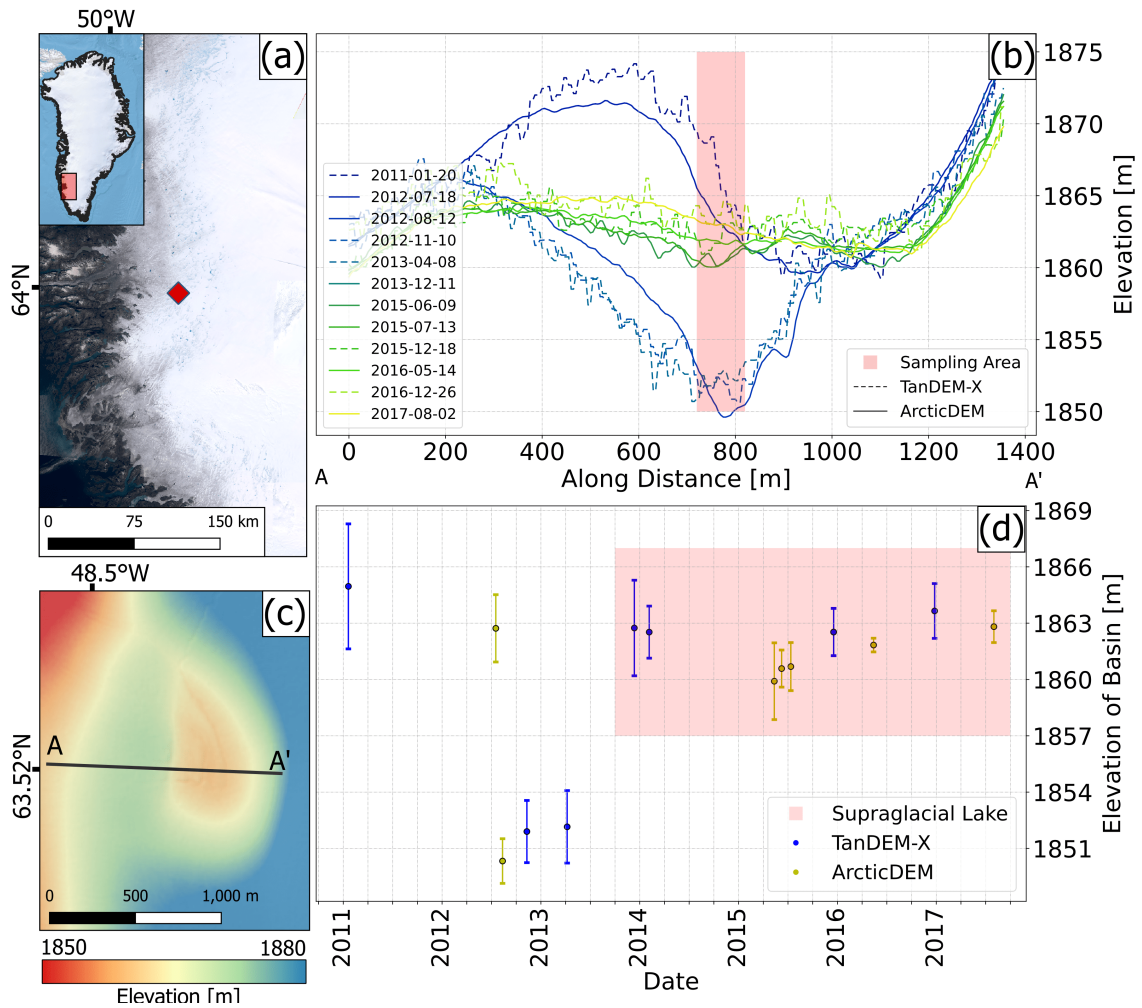 50°W
(a)
64°N
0 75 150 km
(b)
1875
1870
1865
1860
1855
1850
Elevation [m]
2011-01-20
2012-07-18
2012-08-12
2012-11-10
2013-04-08
2013-12-11
2015-06-09
2015-07-13
2015-12-18
2016-05-14
2016-12-26
2017-08-02
Sampling Area
TanDEM-X
ArcticDEM
0 200 400 600 800 1000 1200 1400
A Along Distance [m] A'
48.5°W
(c)
63.52°N
A A'
0 500 1,000 m
1850 1880
Elevation [m]
(d)
1869
1866
1863
1860
1857
1854
1851
Elevation of Basin [m]
Supraglacial Lake
TanDEM-X
ArcticDEM
2011 2012 2013 2014 2015 2016 2017
Date